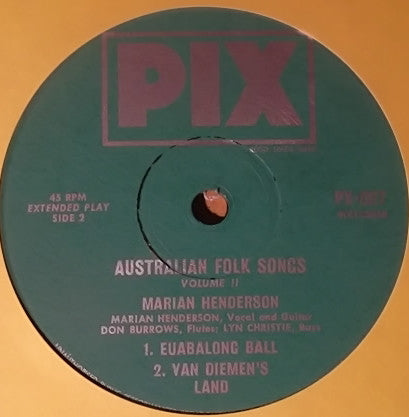 PIX
45 RPM
EXTENDED PLAY
SIDE 2
AUSTRALIAN FOLK SONGS
VOLUME II
MARIAN HENDERSON
MARIAN HENDERSON, Vocal and Guitar
DON BURROWS, Flutes; LYN CHRISTIE, Bass
1. EUABALONG BALL
2. VAN DIEMEN'S
LAND